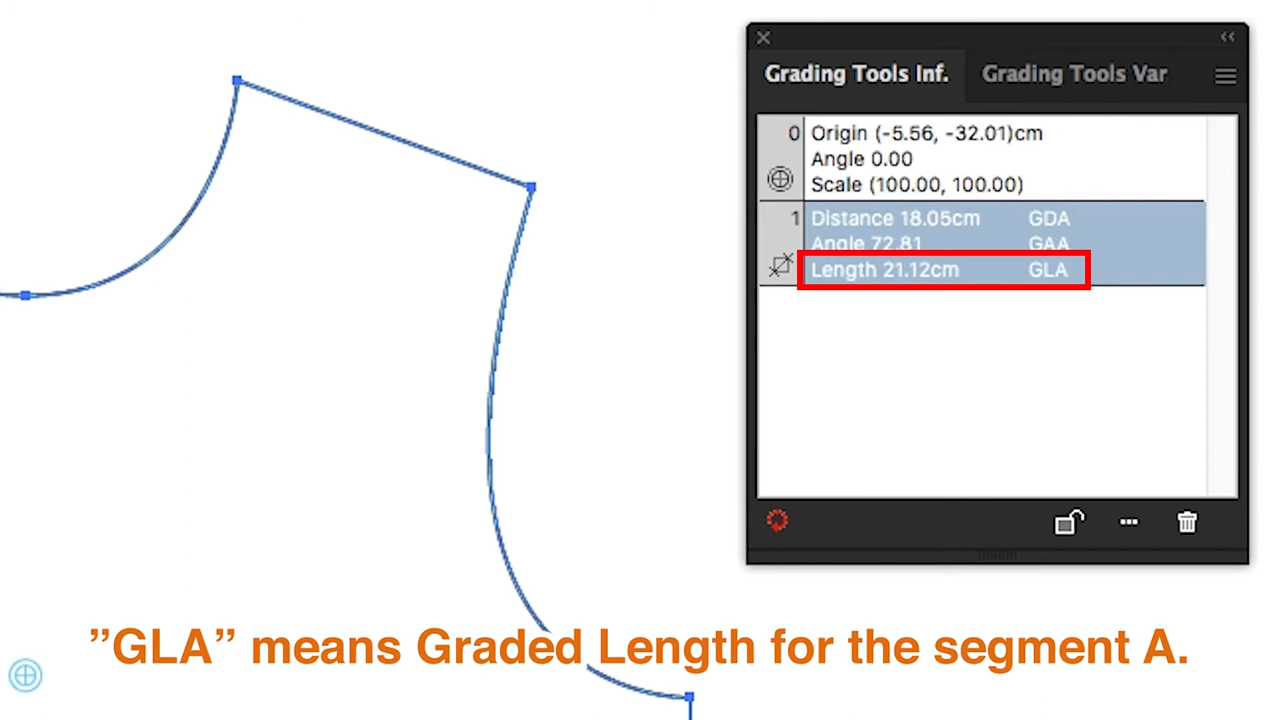 Grading Tools Inf.
Grading Tools Var
0 Origin (-5.56, -32.01)cm
Angle 0.00
Scale (100.00, 100.00)
1 Distance 18.05cm GDA
Angle 72.81 GAA
Length 21.12cm GLA
”GLA” means Graded Length for the segment A.